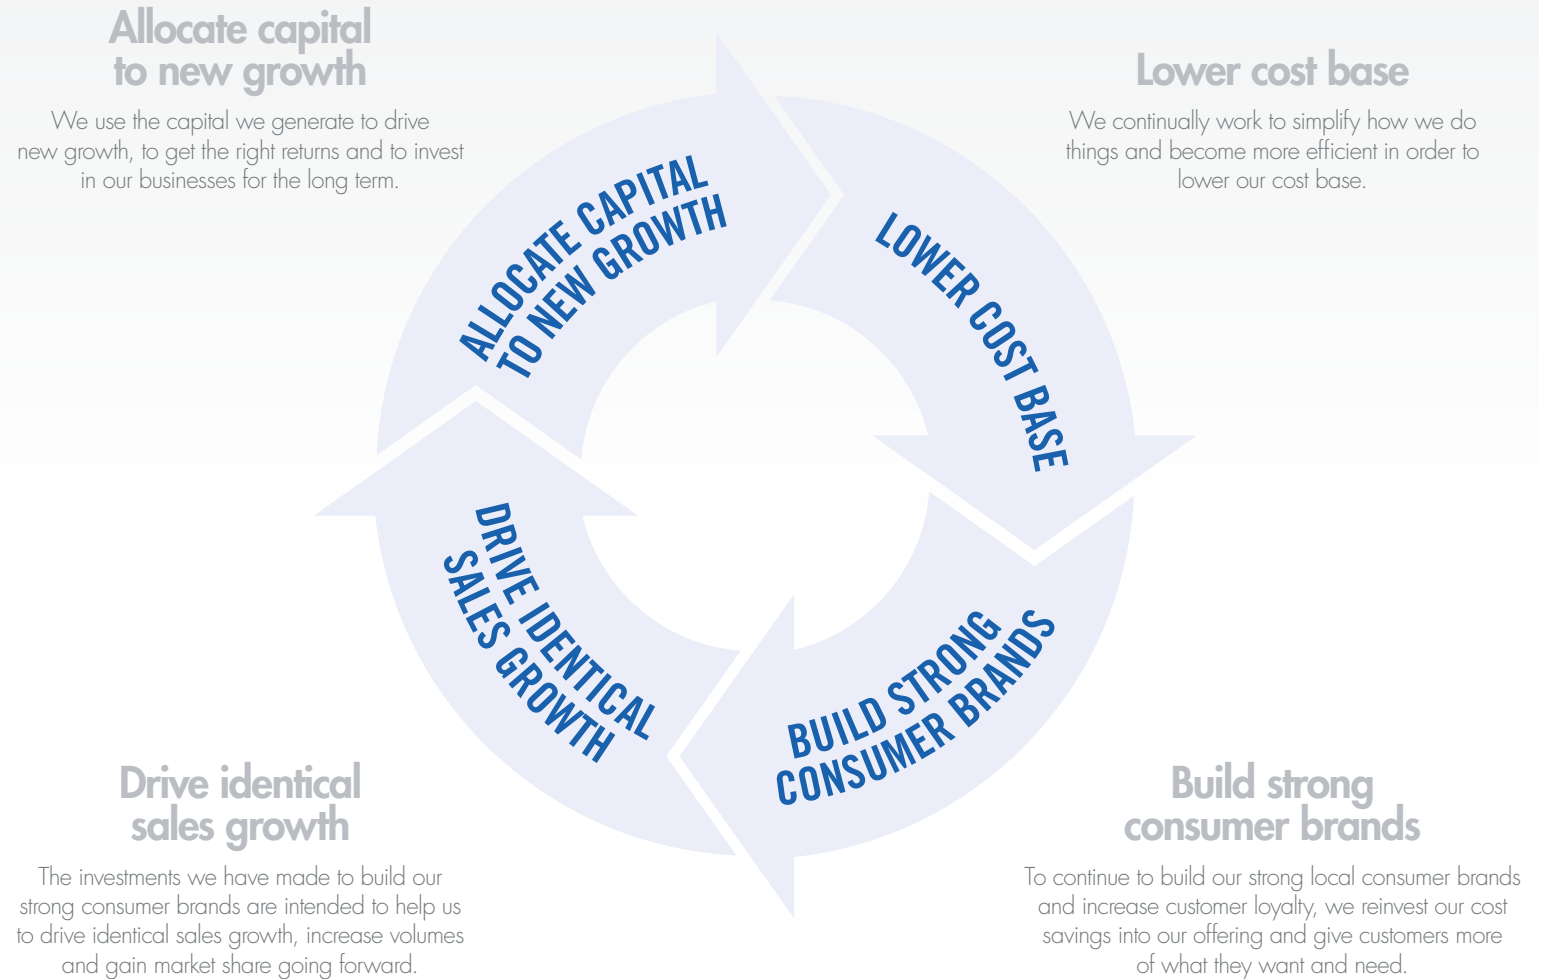 Allocate capital
to new growth
We use the capital we generate to drive
new growth, to get the right returns and to invest
in our businesses for the long term.
Lower cost base
We continually work to simplify how we do
things and become more efficient in order to
lower our cost base.
ALLOCATE CAPITAL
TO NEW GROWTH
LOWER COST BASE
DRIVE IDENTICAL
SALES GROWTH
BUILD STRONG
CONSUMER BRANDS
Drive identical
sales growth
The investments we have made to build our
strong consumer brands are intended to help us
to drive identical sales growth, increase volumes
and gain market share going forward.
Build strong
consumer brands
To continue to build our strong local consumer brands
and increase customer loyalty, we reinvest our cost
savings into our offering and give customers more
of what they want and need.